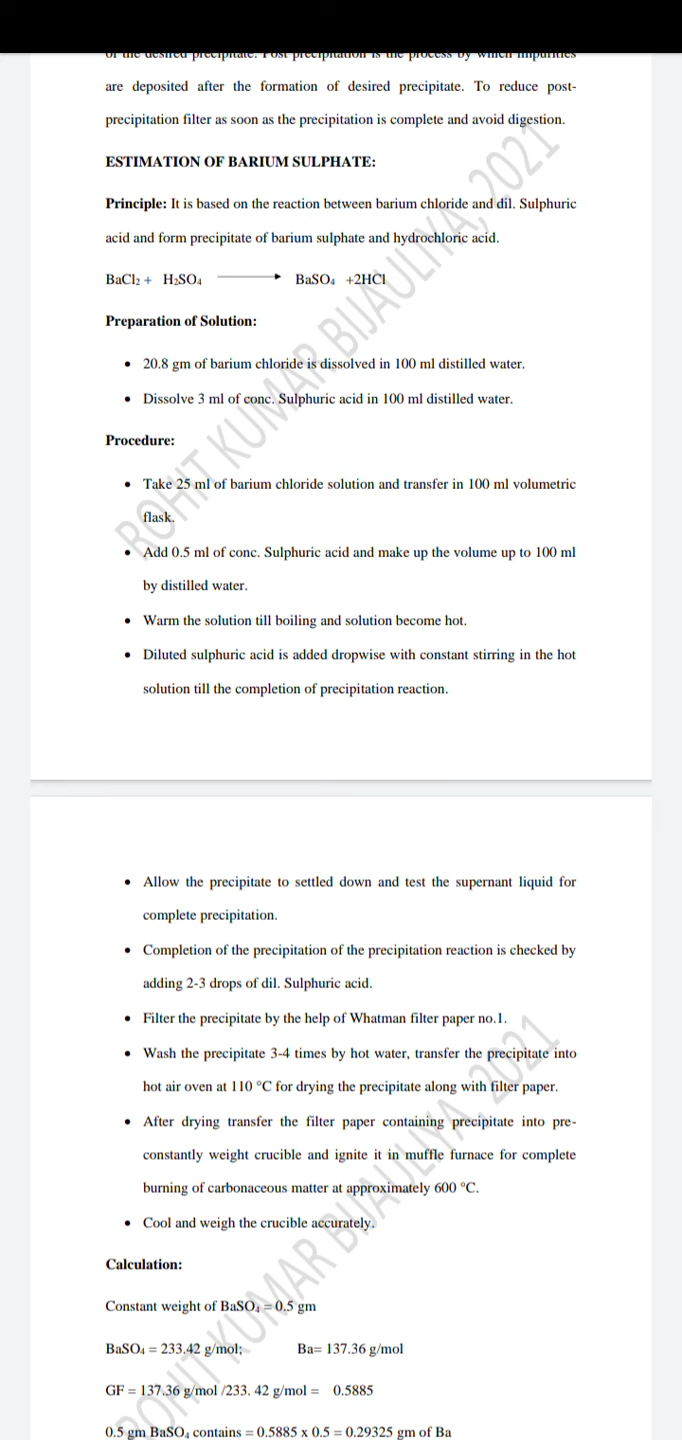 of the desired precipitate. Post precipitation is the process by which impurities
are deposited after the formation of desired precipitate. To reduce post-
precipitation filter as soon as the precipitation is complete and avoid digestion.
ESTIMATION OF BARIUM SULPHATE:
Principle: It is based on the reaction between barium chloride and dil. Sulphuric
acid and form precipitate of barium sulphate and hydrochloric acid.
BaCl₂ + H₂SO₄ ⟶ BaSO₄ +2HCl
Preparation of Solution:
• 20.8 gm of barium chloride is dissolved in 100 ml distilled water.
• Dissolve 3 ml of conc. Sulphuric acid in 100 ml distilled water.
Procedure:
• Take 25 ml of barium chloride solution and transfer in 100 ml volumetric
flask.
• Add 0.5 ml of conc. Sulphuric acid and make up the volume up to 100 ml
by distilled water.
• Warm the solution till boiling and solution become hot.
• Diluted sulphuric acid is added dropwise with constant stirring in the hot
solution till the completion of precipitation reaction.
ROHIT KUMAR BIJAULIYA, 2021
• Allow the precipitate to settled down and test the supernant liquid for
complete precipitation.
• Completion of the precipitation of the precipitation reaction is checked by
adding 2-3 drops of dil. Sulphuric acid.
• Filter the precipitate by the help of Whatman filter paper no.1.
• Wash the precipitate 3-4 times by hot water, transfer the precipitate into
hot air oven at 110 °C for drying the precipitate along with filter paper.
• After drying transfer the filter paper containing precipitate into pre-
constantly weight crucible and ignite it in muffle furnace for complete
burning of carbonaceous matter at approximately 600 °C.
• Cool and weigh the crucible accurately.
Calculation:
Constant weight of BaSO₄ = 0.5 gm
BaSO₄ = 233.42 g/mol; Ba= 137.36 g/mol
GF = 137.36 g/mol /233. 42 g/mol = 0.5885
0.5 gm BaSO₄ contains = 0.5885 x 0.5 = 0.29325 gm of Ba
ROHIT KUMAR BIJAULIYA, 2021